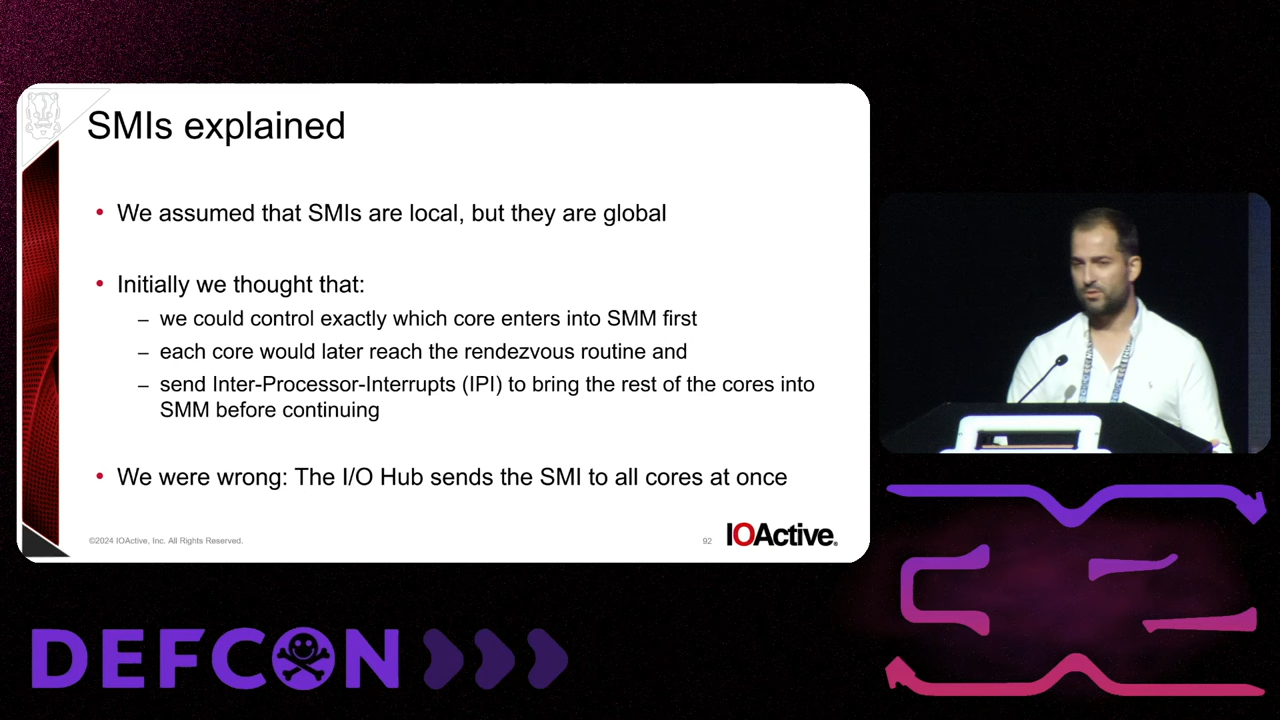 SMIs explained
• We assumed that SMIs are local, but they are global
• Initially we thought that:
– we could control exactly which core enters into SMM first
– each core would later reach the rendezvous routine and
– send Inter-Processor-Interrupts (IPI) to bring the rest of the cores into
SMM before continuing
• We were wrong: The I/O Hub sends the SMI to all cores at once
©2024 IOActive, Inc. All Rights Reserved.
92
IOActive.
DEFCON